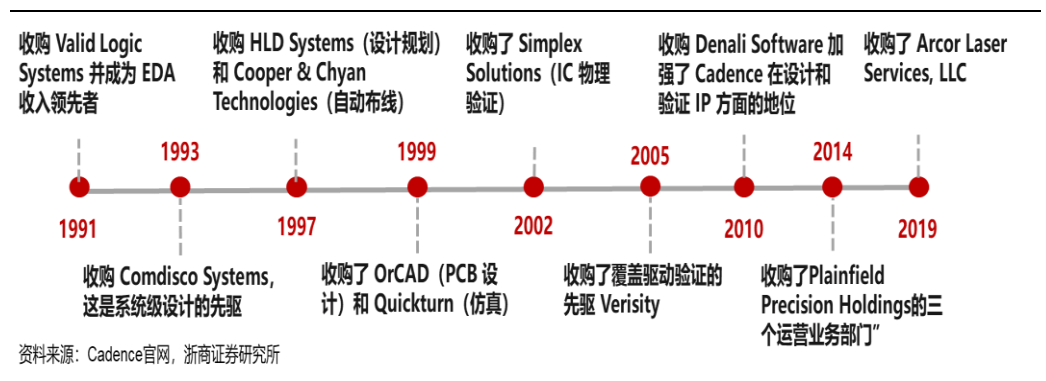 收购 Valid Logic
Systems 并成为 EDA
收入领先者
收购 HLD Systems（设计规划）
和 Cooper & Chyan
Technologies（自动布线）
收购了 Simplex
Solutions（IC 物理
验证）
收购 Denali Software 加
强了 Cadence 在设计和
验证 IP 方面的地位
收购了 Arcor Laser
Services, LLC
1993
1999
2005
2014
1991
1997
2002
2010
2019
收购 Comdisco Systems，
这是系统级设计的先驱
收购了 OrCAD（PCB 设
计）和 Quickturn（仿真）
收购了覆盖驱动验证的
先驱 Verisity
收购了Plainfield
Precision Holdings的三
个运营业务部门”
资料来源：Cadence官网，浙商证券研究所